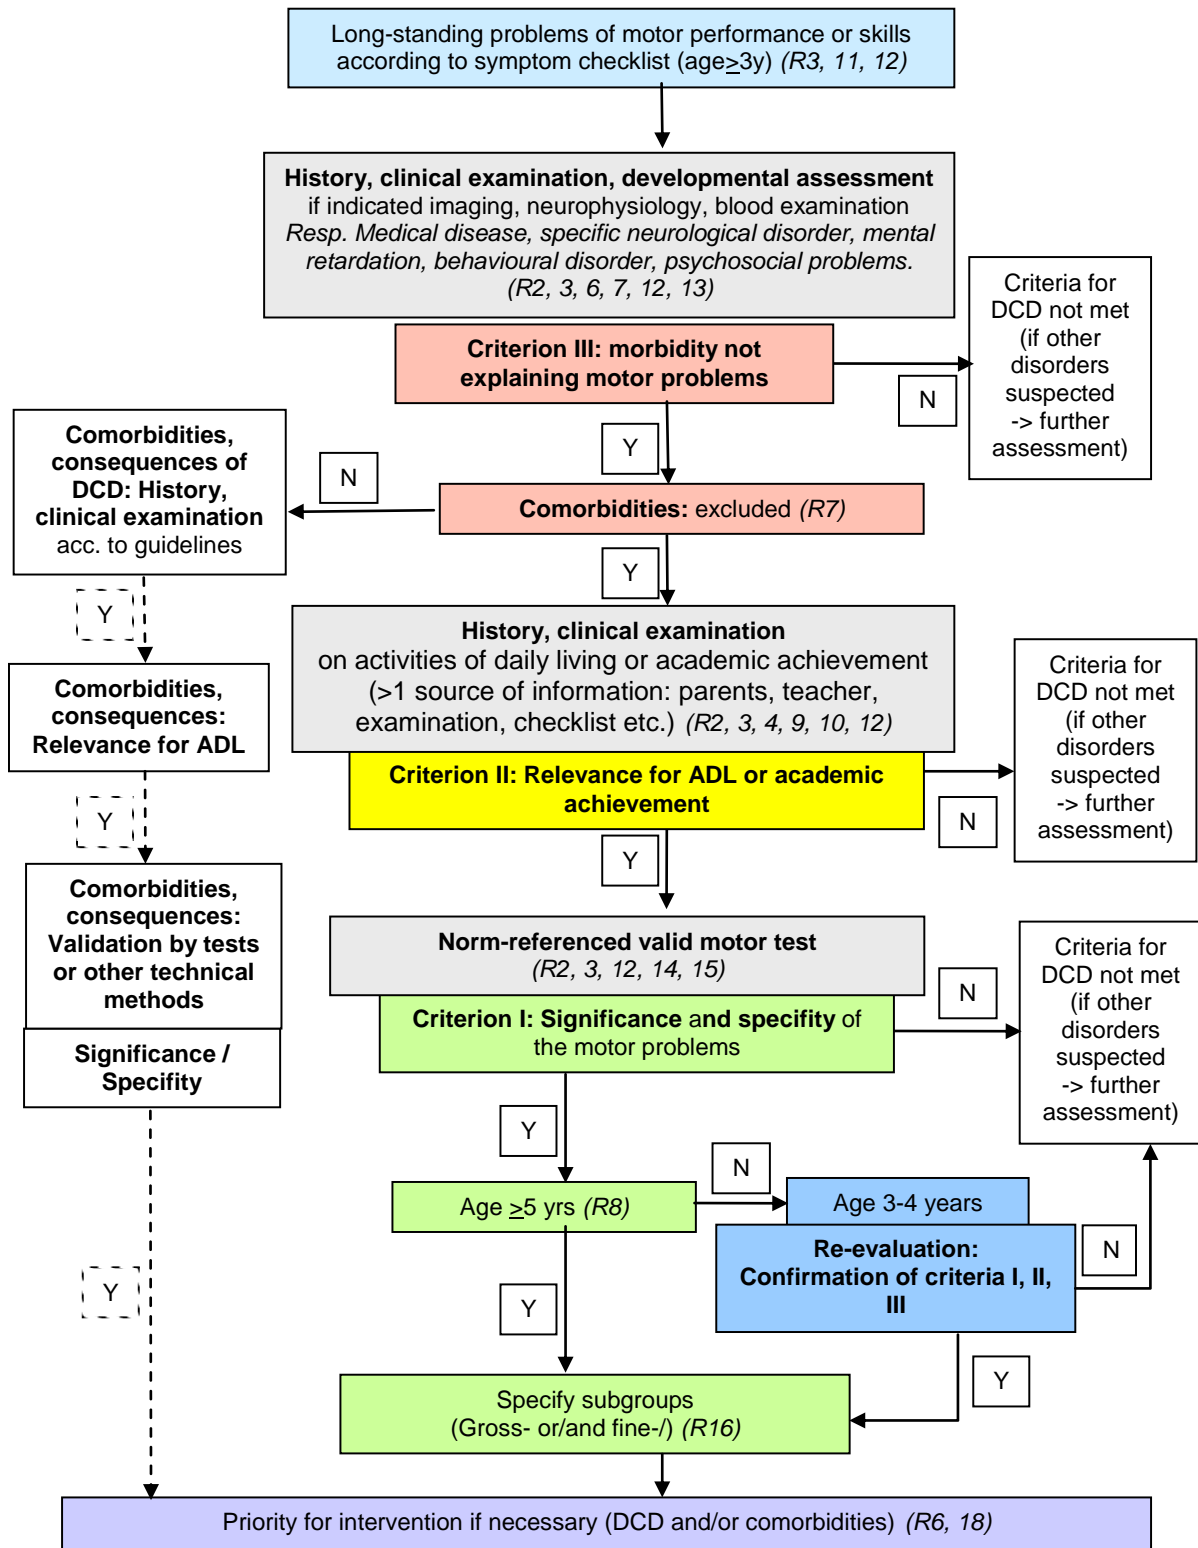 Long-standing problems of motor performance or skills
according to symptom checklist (age≥3y) (R3, 11, 12)
History, clinical examination, developmental assessment
if indicated imaging, neurophysiology, blood examination
Resp. Medical disease, specific neurological disorder, mental
retardation, behavioural disorder, psychosocial problems.
(R2, 3, 6, 7, 12, 13)
Criterion III: morbidity not
explaining motor problems
N
Criteria for
DCD not met
(if other
disorders
suspected
-> further
assessment)
Y
Comorbidities: excluded (R7)
N
Comorbidities,
consequences of
DCD: History,
clinical examination
acc. to guidelines
Y
Comorbidities,
consequences:
Relevance for ADL
Y
Comorbidities,
consequences:
Validation by tests
or other technical
methods
Significance /
Specifity
Y
Y
History, clinical examination
on activities of daily living or academic achievement
(>1 source of information: parents, teacher,
examination, checklist etc.) (R2, 3, 4, 9, 10, 12)
Criterion II: Relevance for ADL or academic
achievement
N
Criteria for
DCD not met
(if other
disorders
suspected
-> further
assessment)
Y
Norm-referenced valid motor test
(R2, 3, 12, 14, 15)
Criterion I: Significance and specifity of
the motor problems
N
Criteria for
DCD not met
(if other
disorders
suspected
-> further
assessment)
Y
Age ≥5 yrs (R8)
N
Age 3-4 years
Re-evaluation:
Confirmation of criteria I, II,
III
N
Y
Y
Specify subgroups
(Gross- or/and fine-/) (R16)
Priority for intervention if necessary (DCD and/or comorbidities) (R6, 18)